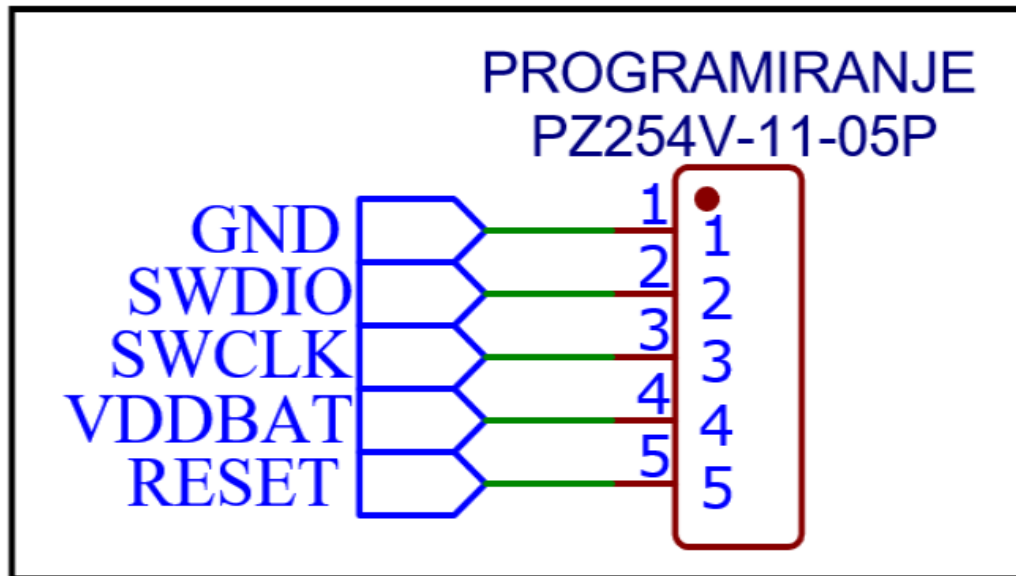 PROGRAMIRANJE
PZ254V-11-05P
GND 1 1
SWDIO 2 2
SWCLK 3 3
VDDBAT 4 4
RESET 5 5